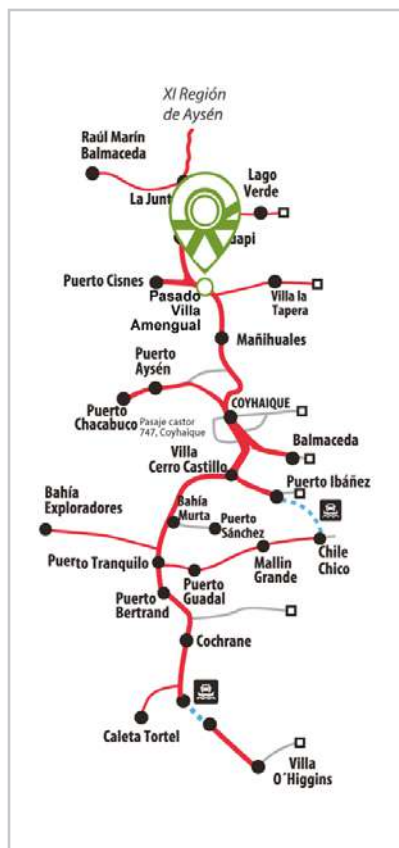 XI Región
de Aysén
Raúl Marín
Balmaceda
La Junt
Lago
Verde
uapi
Puerto Cisnes
Pasado
Villa
Amengual
Villa la
Tapera
Mañihuales
Puerto
Aysén
COYHAIQUE
Puerto
Chacabuco
Pasaje castor
747, Coyhaique
Balmaceda
Villa
Cerro Castillo
Puerto Ibáñez
Bahía
Exploradores
Bahía
Murta
Puerto
Sánchez
Chile
Chico
Mallin
Grande
Puerto Tranquilo
Puerto
Guadal
Puerto
Bertrand
Cochrane
Caleta Tortel
Villa
O´Higgins